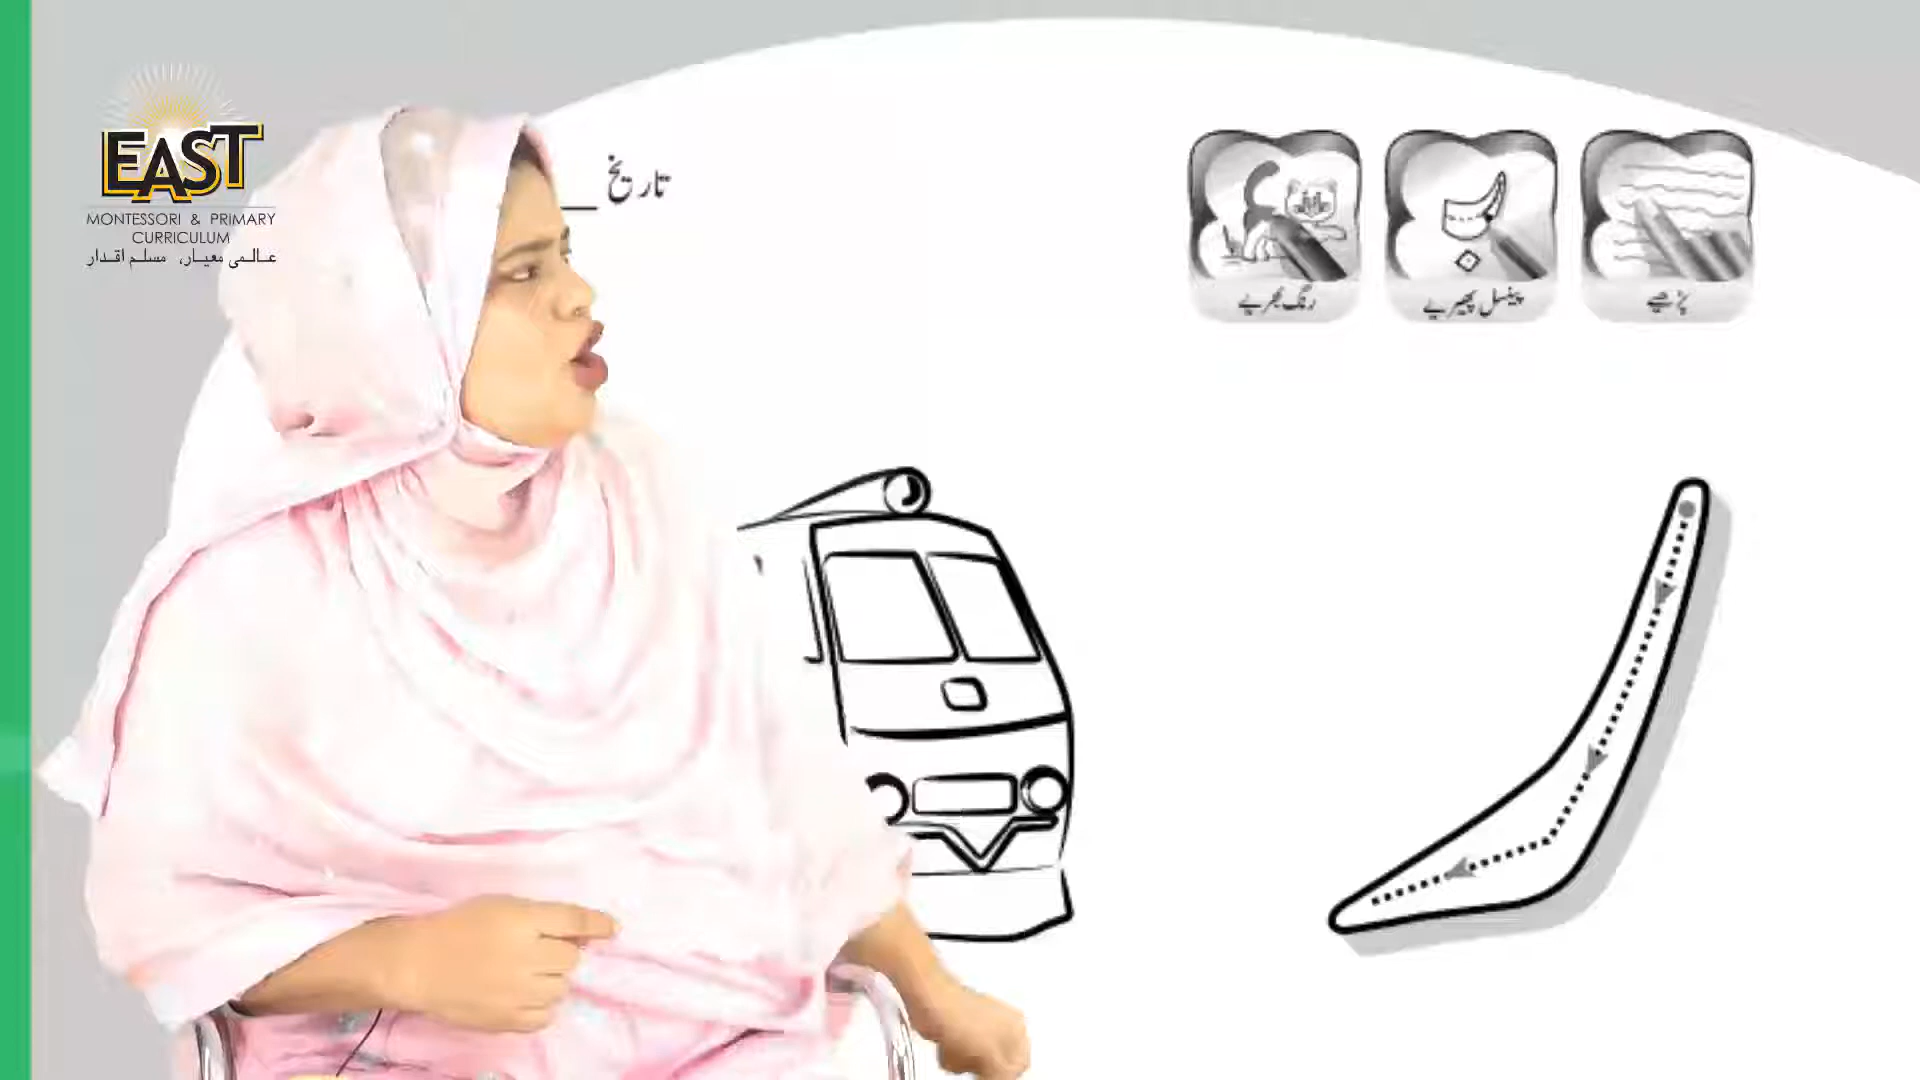 EAST
MONTESSORI & PRIMARY
CURRICULUM
عالمی معیار، مسلم اقدار
تاریخ
پڑھیے
پینسل پھیریے
رنگ بھریے